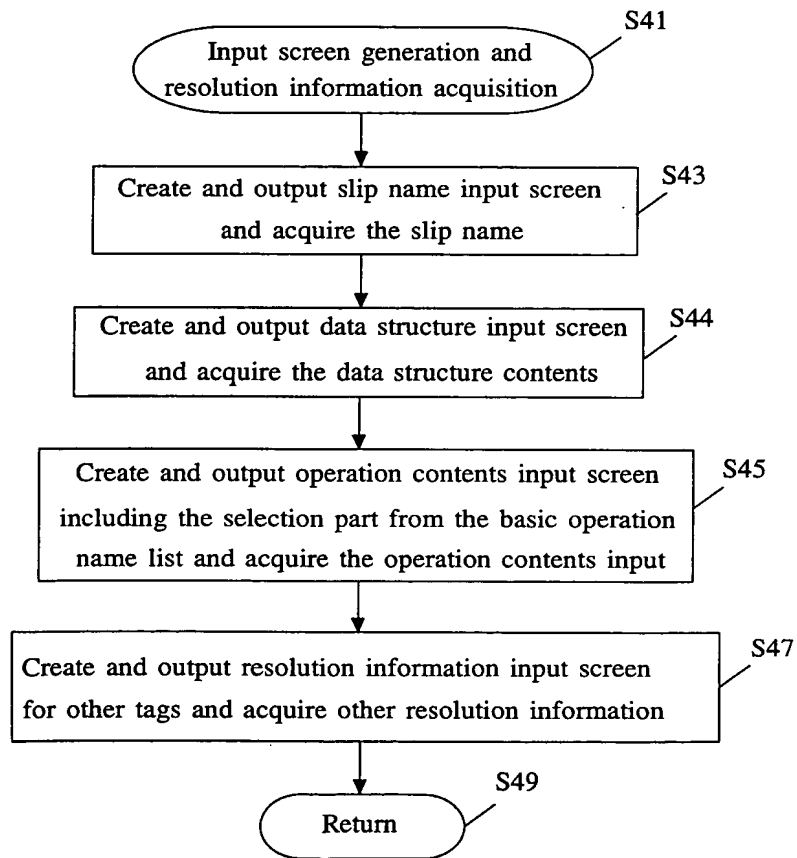 S41
Input screen generation and
resolution information acquisition
S43
Create and output slip name input screen
and acquire the slip name
S44
Create and output data structure input screen
and acquire the data structure contents
S45
Create and output operation contents input screen
including the selection part from the basic operation
name list and acquire the operation contents input
S47
Create and output resolution information input screen
for other tags and acquire other resolution information
S49
Return